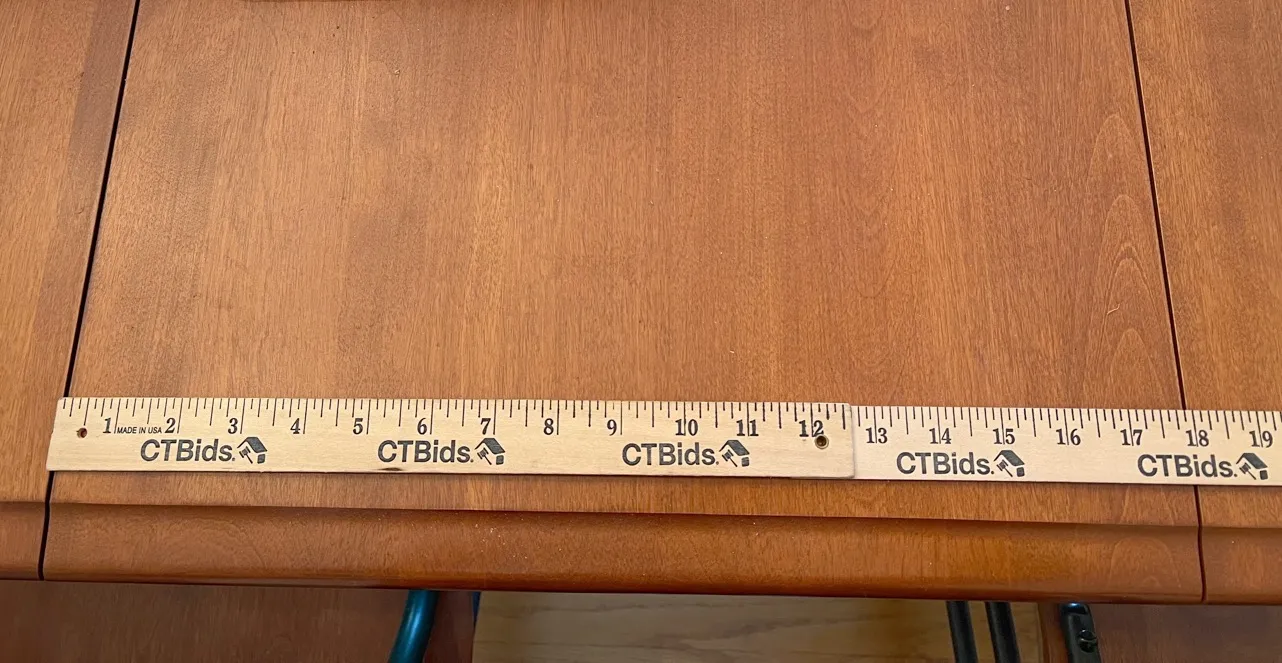 1 2 3 4 5 6 7 8 9 10 11 12 13 14 15 16 17 18 19
MADE IN USA
CTBids. CTBids. CTBids. CTBids. CTBids.